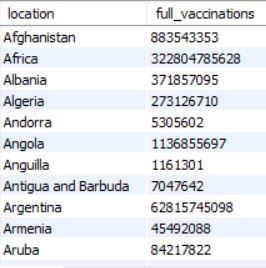 location full_vaccinations
Afghanistan 883543353
Africa 322804785628
Albania 371857095
Algeria 273126710
Andorra 5305602
Angola 1136855697
Anguilla 1161301
Antigua and Barbuda 7047642
Argentina 62815745098
Armenia 45492088
Aruba 84217822